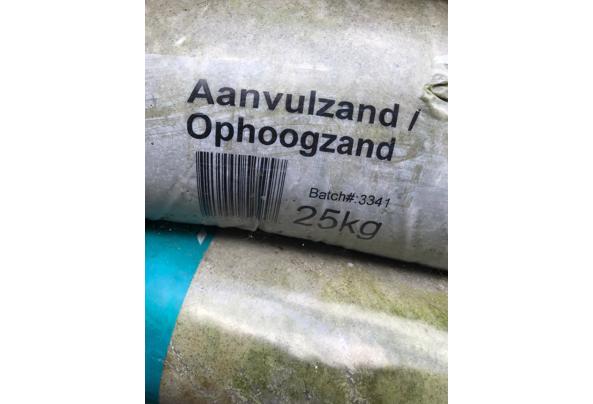 Aanvulzand /
Ophoogzand
Batch#:3341
25kg